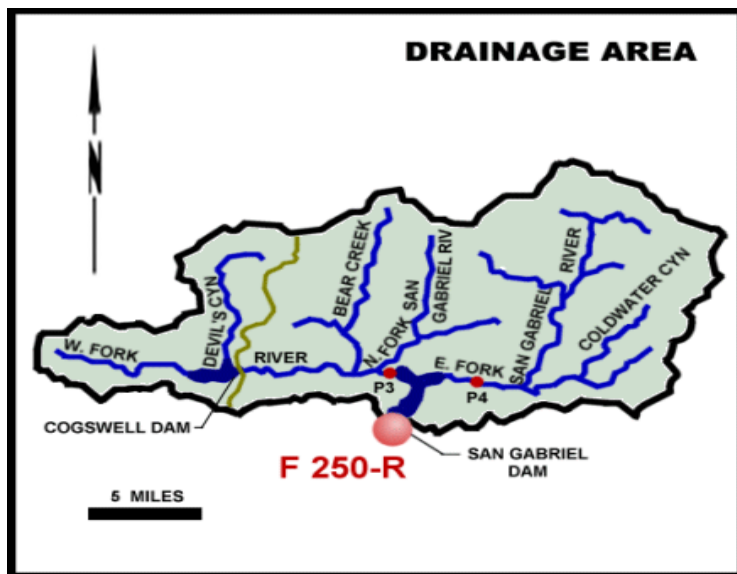 DRAINAGE AREA
N
BEAR CREEK
N. FORK SAN
GABRIEL RIV
SAN GABRIEL RIVER
COLDWATER CYN
DEVIL'S CYN
W. FORK
RIVER
E. FORK
P3
P4
COGSWELL DAM
F 250-R
SAN GABRIEL
DAM
5 MILES